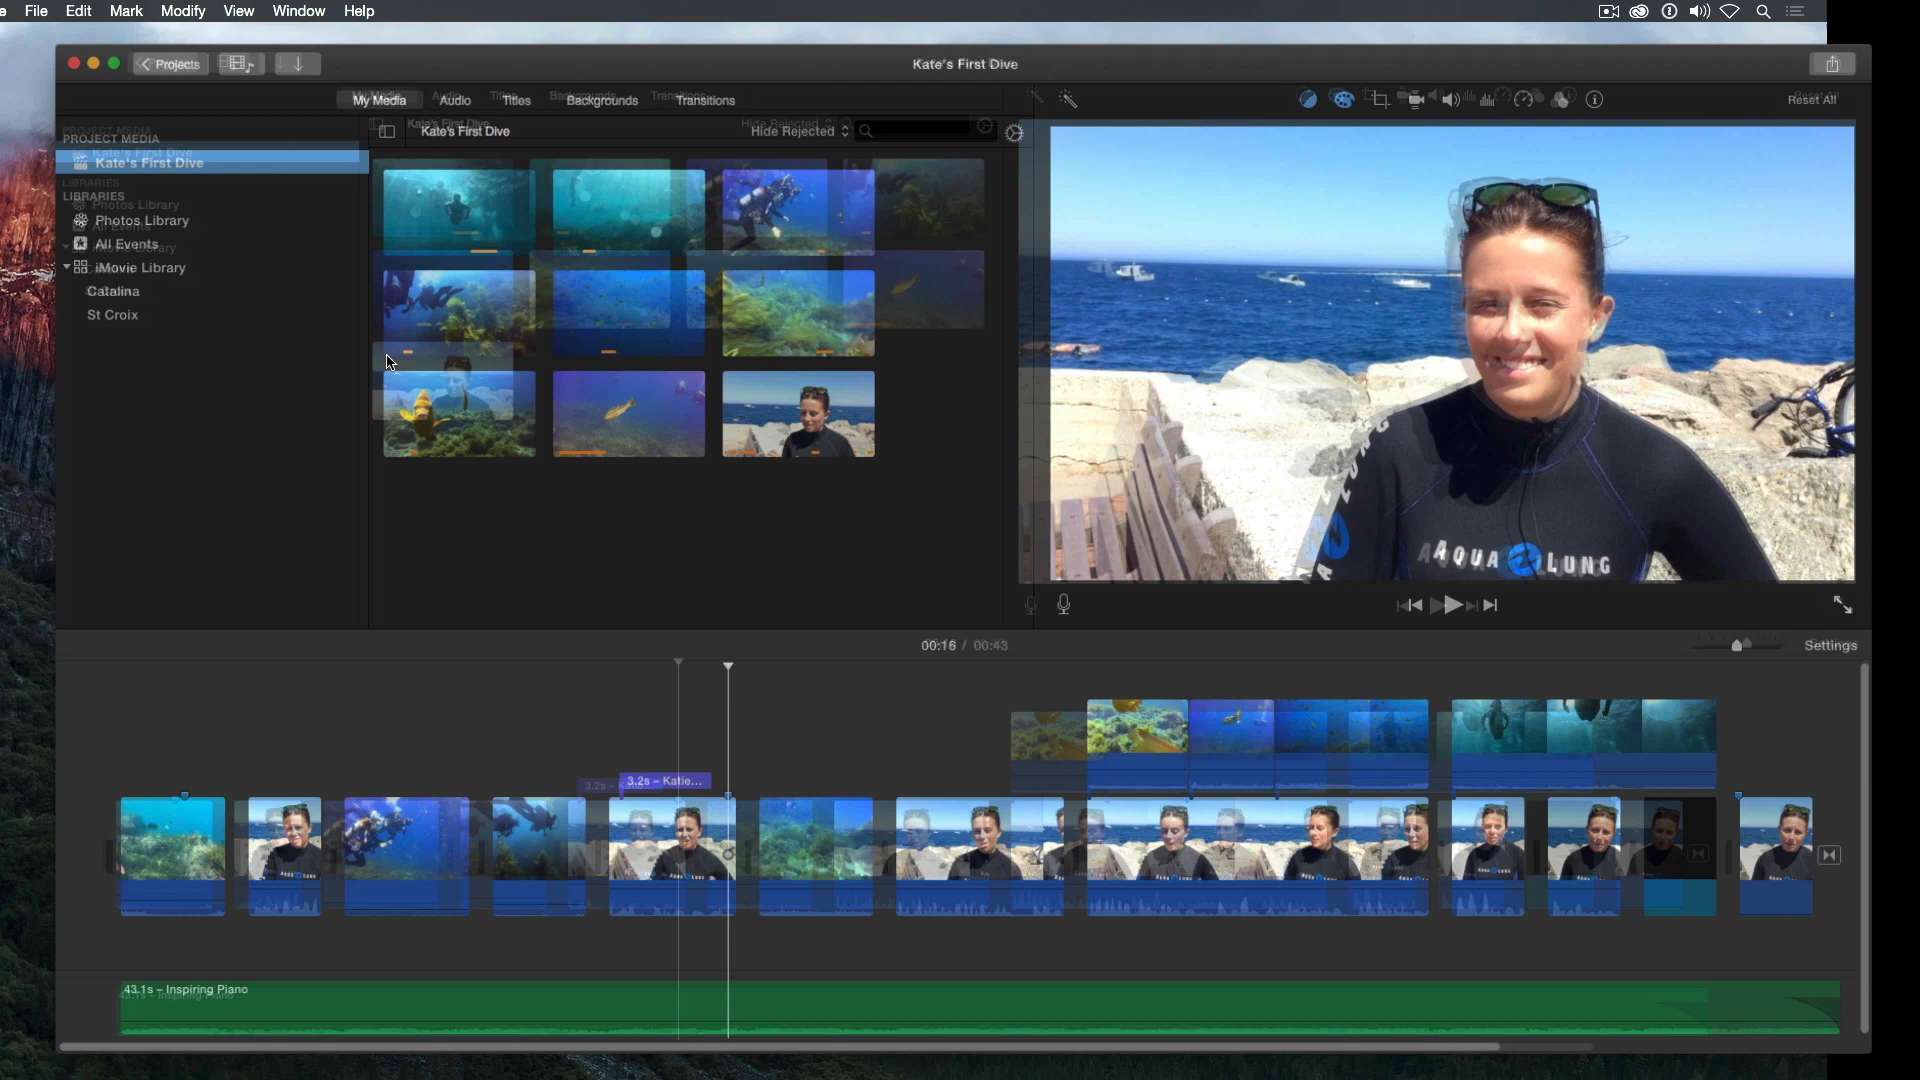 File Edit Mark Modify View Window Help
Projects
Kate's First Dive
My Media Audio Titles Backgrounds Transitions
Reset All
PROJECT MEDIA
Kate's First Dive
Hide Rejected
Kate's First Dive
LIBRARIES
Photos Library
All Events
iMovie Library
Catalina
St Croix
AQUA LUNG
00:16 / 00:43
Settings
3.2s – Katie...
43.1s – Inspiring Piano